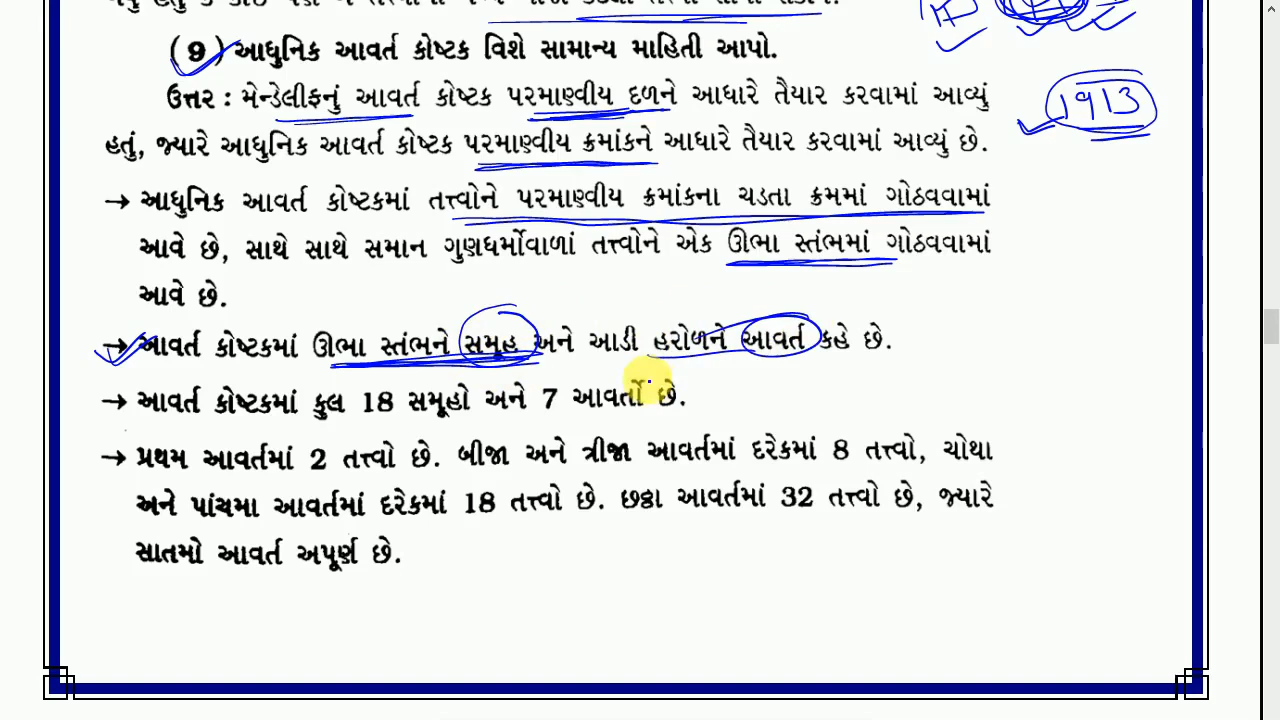 (9) આધુનિક આવર્ત કોષ્ટક વિશે સામાન્ય માહિતી આપો.
ઉત્તર : મેન્ડેલીફનું આવર્ત કોષ્ટક પરમાણ્વીય દળને આધારે તૈયાર કરવામાં આવ્યું
1913
હતું, જ્યારે આધુનિક આવર્ત કોષ્ટક પરમાણ્વીય ક્રમાંકને આધારે તૈયાર કરવામાં આવ્યું છે.
→ આધુનિક આવર્ત કોષ્ટકમાં તત્ત્વોને પરમાણ્વીય ક્રમાંકના ચડતા ક્રમમાં ગોઠવવામાં
આવે છે, સાથે સાથે સમાન ગુણધર્મોવાળાં તત્ત્વોને એક ઊભા સ્તંભમાં ગોઠવવામાં
આવે છે.
→ આવર્ત કોષ્ટકમાં ઊભા સ્તંભને સમૂહ અને આડી હરોળને આવર્ત કહે છે.
→ આવર્ત કોષ્ટકમાં કુલ 18 સમૂહો અને 7 આવર્તો છે.
→ પ્રથમ આવર્તમાં 2 તત્ત્વો છે. બીજા અને ત્રીજા આવર્તમાં દરેકમાં 8 તત્ત્વો, ચોથા
અને પાંચમા આવર્તમાં દરેકમાં 18 તત્ત્વો છે. છઠ્ઠા આવર્તમાં 32 તત્ત્વો છે, જ્યારે
સાતમો આવર્ત અપૂર્ણ છે.